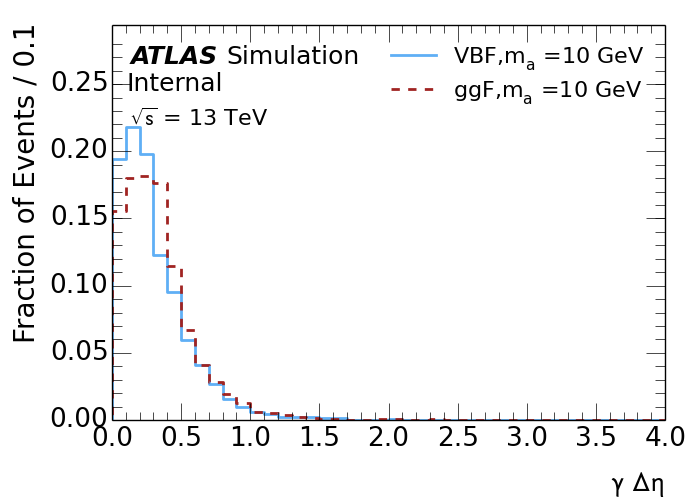 Fraction of Events / 0.1
ATLAS Simulation
Internal
√s = 13 TeV
VBF,mₐ =10 GeV
ggF,mₐ =10 GeV
0.25
0.20
0.15
0.10
0.05
0.00
0.0 0.5 1.0 1.5 2.0 2.5 3.0 3.5 4.0
γ Δη